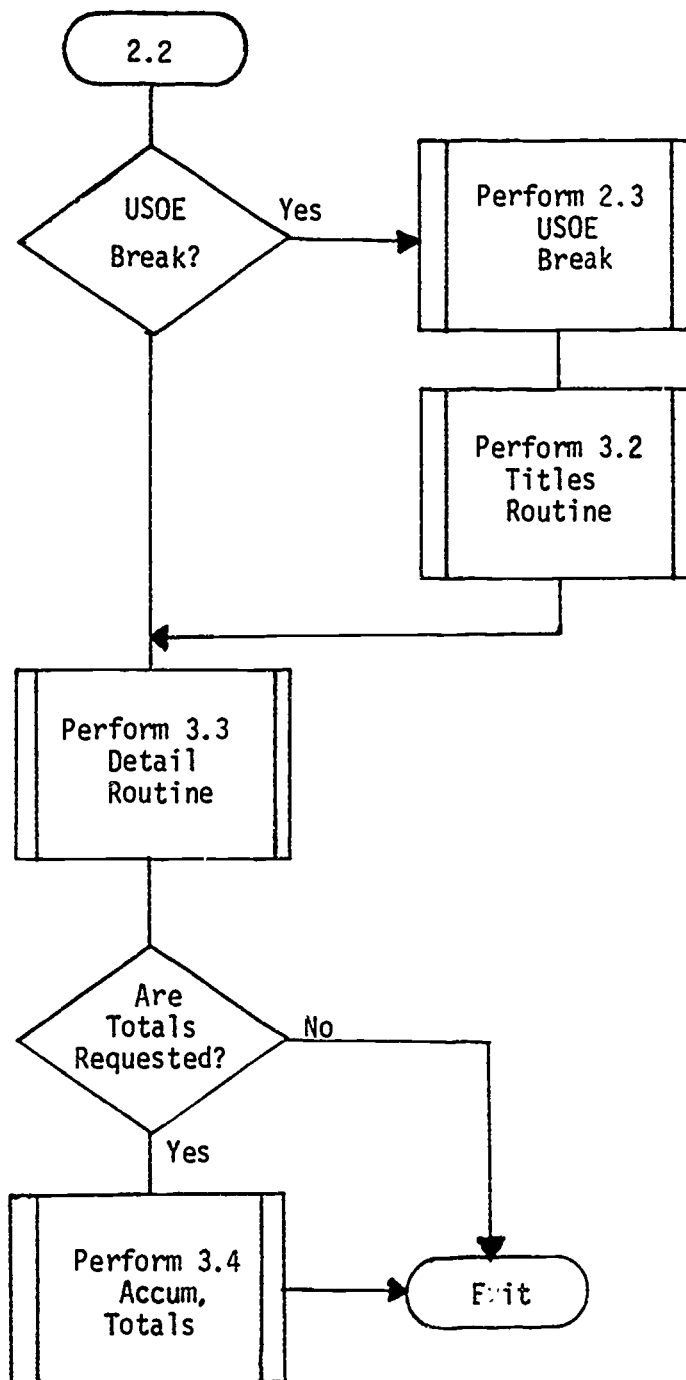 2.2
USOE
Break?
Yes
Perform 2.3
USOE
Break
Perform 3.2
Titles
Routine
Perform 3.3
Detail
Routine
Are
Totals
Requested?
No
Yes
Perform 3.4
Accum,
Totals
Exit